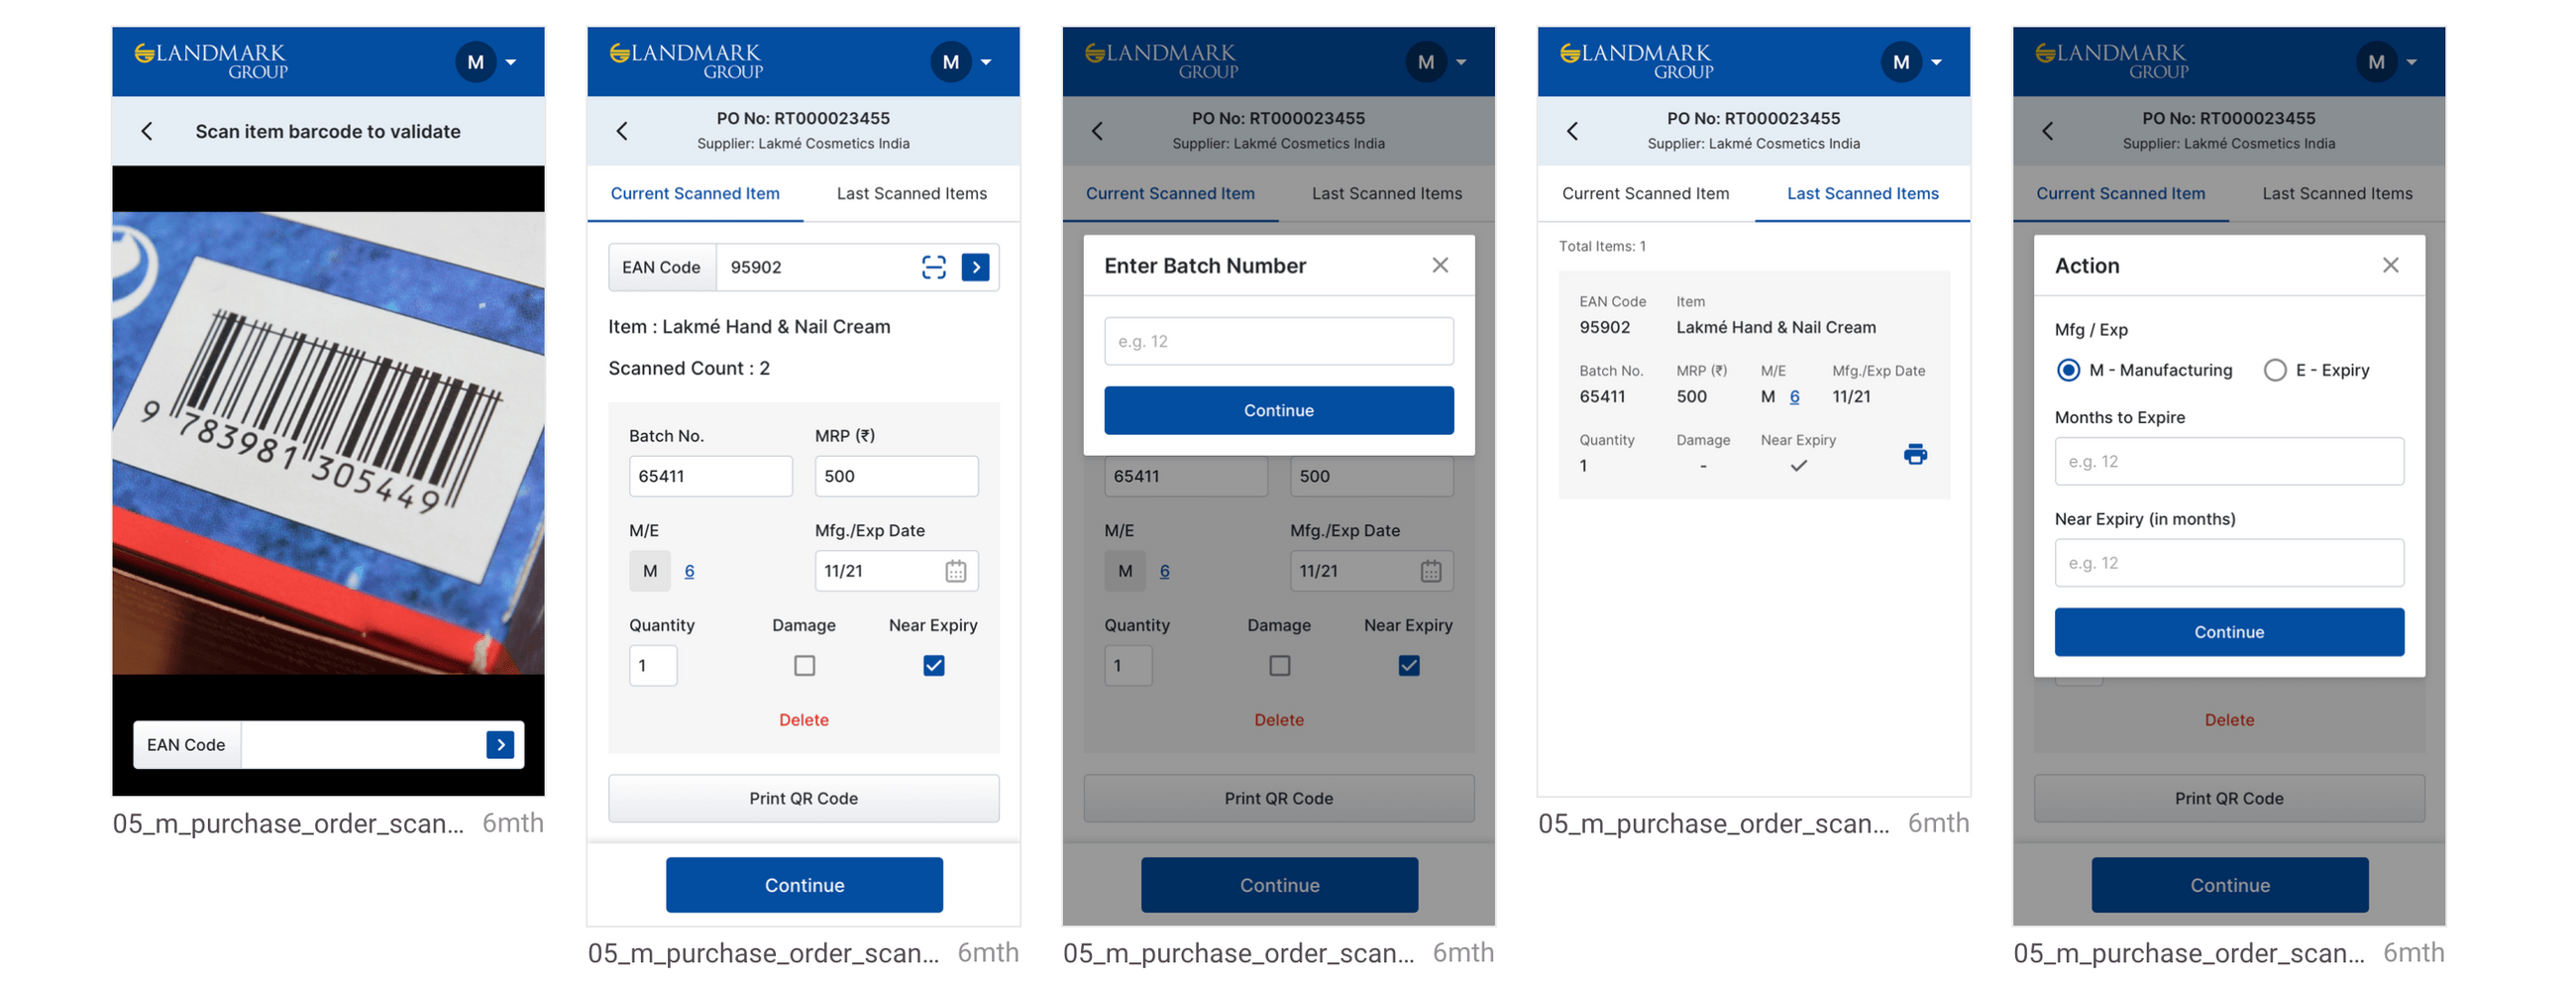 LANDMARK
GROUP
M
Scan item barcode to validate
9 783981 305449
EAN Code
05_m_purchase_order_scan... 6mth
LANDMARK
GROUP
M
PO No: RT000023455
Supplier: Lakmé Cosmetics India
Current Scanned Item Last Scanned Items
EAN Code 95902
Item : Lakmé Hand & Nail Cream
Scanned Count : 2
Batch No. MRP (₹)
65411 500
M/E Mfg./Exp Date
M 6 11/21
Quantity Damage Near Expiry
1
Delete
Print QR Code
Continue
05_m_purchase_order_scan... 6mth
LANDMARK
GROUP
M
PO No: RT000023455
Supplier: Lakmé Cosmetics India
Current Scanned Item Last Scanned Items
Enter Batch Number
e.g. 12
Continue
65411 500
M/E Mfg./Exp Date
M 6 11/21
Quantity Damage Near Expiry
1
Delete
Print QR Code
Continue
05_m_purchase_order_scan... 6mth
LANDMARK
GROUP
M
PO No: RT000023455
Supplier: Lakmé Cosmetics India
Current Scanned Item Last Scanned Items
Total Items: 1
EAN Code Item
95902 Lakmé Hand & Nail Cream
Batch No. MRP (₹) M/E Mfg./Exp Date
65411 500 M 6 11/21
Quantity Damage Near Expiry
1 -
05_m_purchase_order_scan... 6mth
LANDMARK
GROUP
M
PO No: RT000023455
Supplier: Lakmé Cosmetics India
Current Scanned Item Last Scanned Items
Action
Mfg / Exp
M - Manufacturing E - Expiry
Months to Expire
e.g. 12
Near Expiry (in months)
e.g. 12
Continue
Delete
Print QR Code
Continue
05_m_purchase_order_scan... 6mth